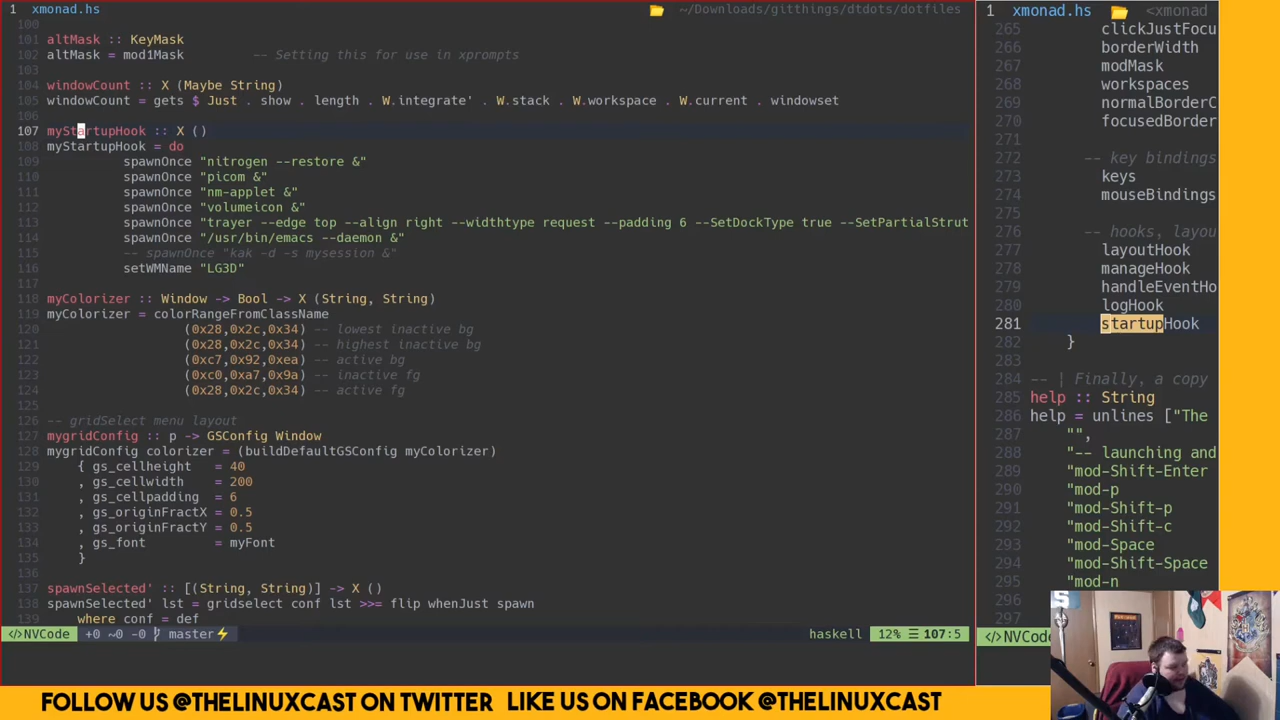 xmonad.hs ~/Downloads/gitthings/dtdots/dotfiles
100
101 altMask :: KeyMask
102 altMask = mod1Mask -- Setting this for use in xprompts
103
104 windowCount :: X (Maybe String)
105 windowCount = gets $ Just . show . length . W.integrate' . W.stack . W.workspace . W.current . windowset
106
107 myStartupHook :: X ()
108 myStartupHook = do
109 spawnOnce "nitrogen --restore &"
110 spawnOnce "picom &"
111 spawnOnce "nm-applet &"
112 spawnOnce "volumeicon &"
113 spawnOnce "trayer --edge top --align right --widthtype request --padding 6 --SetDockType true --SetPartialStrut
114 spawnOnce "/usr/bin/emacs --daemon &"
115 -- spawnOnce "kak -d -s mysession &"
116 setWMName "LG3D"
117
118 myColorizer :: Window -> Bool -> X (String, String)
119 myColorizer = colorRangeFromClassName
120 (0x28,0x2c,0x34) -- lowest inactive bg
121 (0x28,0x2c,0x34) -- highest inactive bg
122 (0xc7,0x92,0xea) -- active bg
123 (0xc0,0xa7,0x9a) -- inactive fg
124 (0x28,0x2c,0x34) -- active fg
125
126 -- gridSelect menu layout
127 mygridConfig :: p -> GSConfig Window
128 mygridConfig colorizer = (buildDefaultGSConfig myColorizer)
129 { gs_cellheight = 40
130 , gs_cellwidth = 200
131 , gs_cellpadding = 6
132 , gs_originFractX = 0.5
133 , gs_originFractY = 0.5
134 , gs_font = myFont
135 }
136
137 spawnSelected' :: [(String, String)] -> X ()
138 spawnSelected' lst = gridselect conf lst >>= flip whenJust spawn
139 where conf = def
</>NVCode +0 ~0 -0 master haskell 12% ☰ 107:5
1 xmonad.hs <xmonad
265 clickJustFocu
266 borderWidth
267 modMask
268 workspaces
269 normalBorderC
270 focusedBorder
271
272 -- key bindings
273 keys
274 mouseBindings
275
276 -- hooks, layou
277 layoutHook
278 manageHook
279 handleEventHo
280 logHook
281 startupHook
282 }
283
284 -- | Finally, a copy
285 help :: String
286 help = unlines ["The
287 "",
288 "-- launching and
289 "mod-Shift-Enter
290 "mod-p
291 "mod-Shift-p
292 "mod-Shift-c
293 "mod-Space
294 "mod-Shift-Space
295 "mod-n
296
297
</>NVCode
FOLLOW US @THELINUXCAST ON TWITTER LIKE US ON FACEBOOK @THELINUXCAST